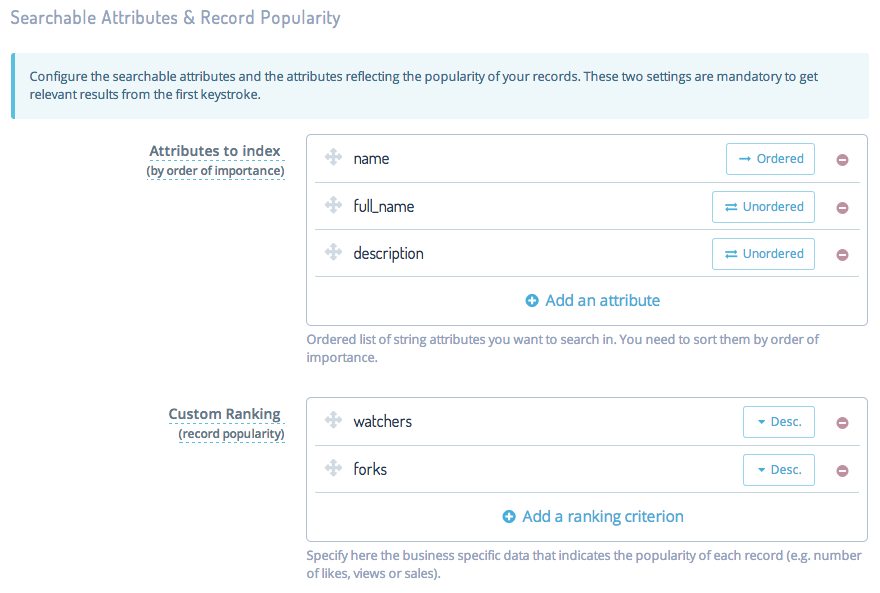 Searchable Attributes & Record Popularity
Configure the searchable attributes and the attributes reflecting the popularity of your records. These two settings are mandatory to get
relevant results from the first keystroke.
Attributes to index
(by order of importance)
name
Ordered
full_name
Unordered
description
Unordered
Add an attribute
Ordered list of string attributes you want to search in. You need to sort them by order of
importance.
Custom Ranking
(record popularity)
watchers
Desc.
forks
Desc.
Add a ranking criterion
Specify here the business specific data that indicates the popularity of each record (e.g. number
of likes, views or sales).